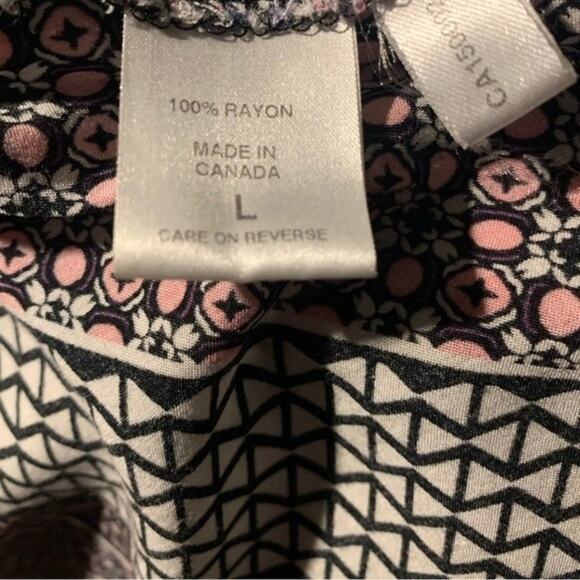 100% RAYON
MADE IN
CANADA
L
CARE ON REVERSE